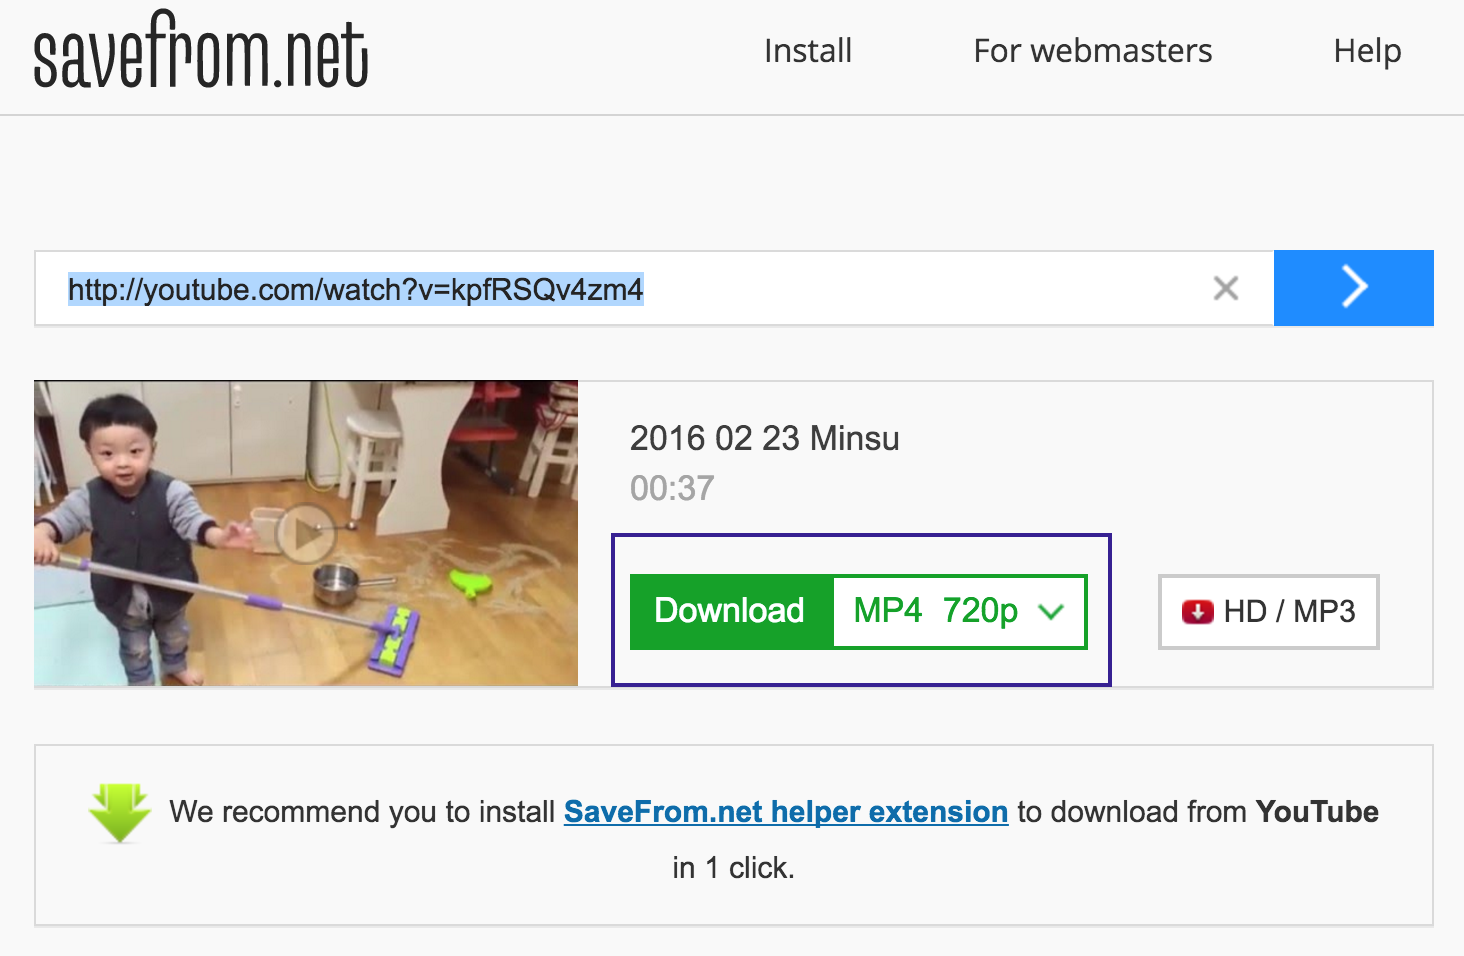 savefrom.net
Install
For webmasters
Help
http://youtube.com/watch?v=kpfRSQv4zm4
2016 02 23 Minsu
00:37
Download MP4 720p
HD / MP3
We recommend you to install SaveFrom.net helper extension to download from YouTube
in 1 click.